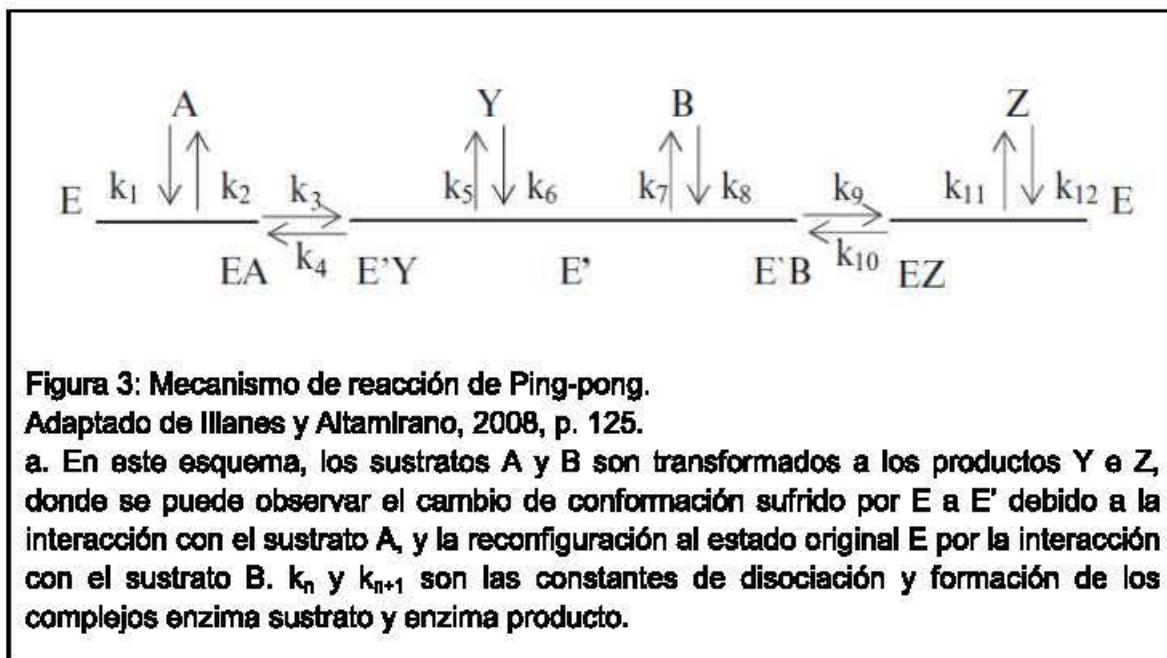 A Y B Z
E k₁ k₂ k₃ k₅ k₆ k₇ k₈ k₉ k₁₁ k₁₂ E
EA k₄ E’Y E’ E`B k₁₀ EZ
Figura 3: Mecanismo de reacción de Ping-pong.
Adaptado de Illanes y Altamirano, 2008, p. 125.
a. En este esquema, los sustratos A y B son transformados a los productos Y e Z,
donde se puede observar el cambio de conformación sufrido por E a E' debido a la
interacción con el sustrato A, y la reconfiguración al estado original E por la interacción
con el sustrato B. kₙ y kₙ₊₁ son las constantes de disociación y formación de los
complejos enzima sustrato y enzima producto.